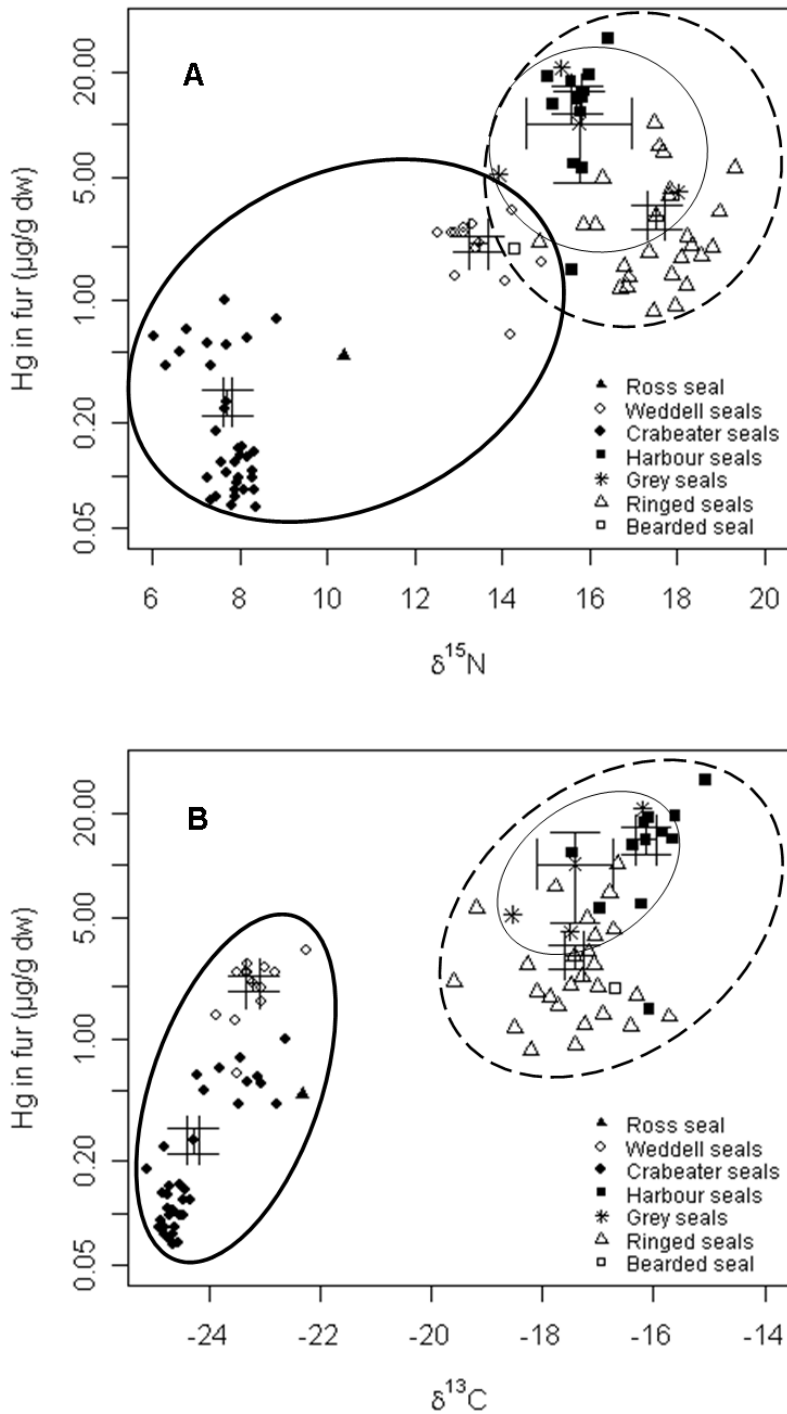 A
Hg in fur (µg/g dw)
20.00
5.00
1.00
0.20
0.05
Ross seal
Weddell seals
Crabeater seals
Harbour seals
Grey seals
Ringed seals
Bearded seal
6 8 10 12 14 16 18 20
δ¹⁵N
B
Hg in fur (µg/g dw)
20.00
5.00
1.00
0.20
0.05
Ross seal
Weddell seals
Crabeater seals
Harbour seals
Grey seals
Ringed seals
Bearded seal
-24 -22 -20 -18 -16 -14
δ¹³C